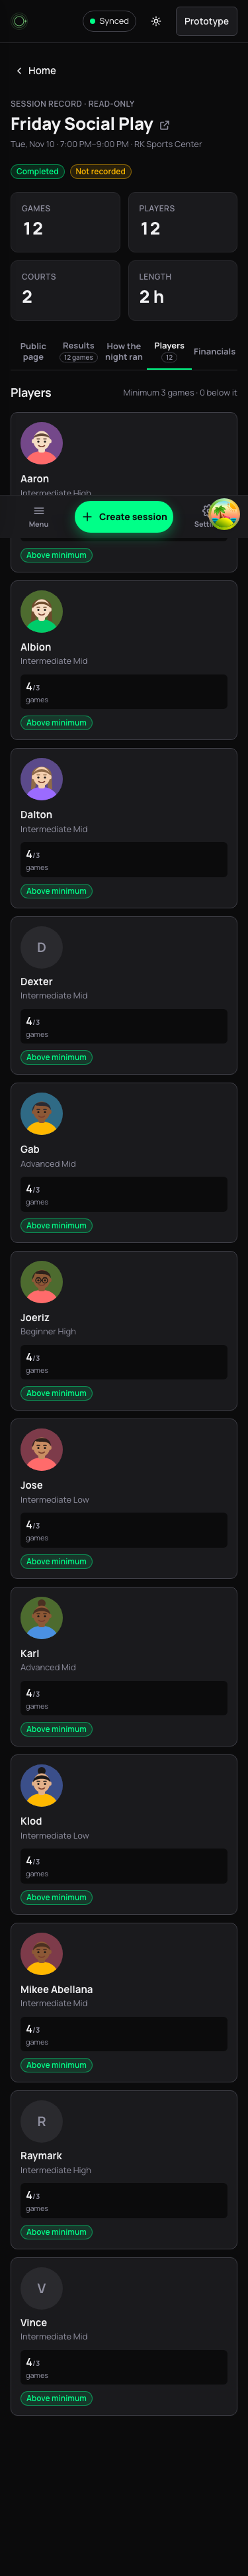 Synced
Prototype
Home
SESSION RECORD · READ-ONLY
Friday Social Play
Tue, Nov 10 · 7:00 PM–9:00 PM · RK Sports Center
Completed
Not recorded
GAMES
12
PLAYERS
12
COURTS
2
LENGTH
2 h
Public page
Results
12 games
How the night ran
Players
12
Financials
Players
Minimum 3 games · 0 below it
Aaron
Intermediate High
Menu
Create session
Above minimum
Albion
Intermediate Mid
4/3
games
Above minimum
Dalton
Intermediate Mid
4/3
games
Above minimum
D
Dexter
Intermediate Mid
4/3
games
Above minimum
Gab
Advanced Mid
4/3
games
Above minimum
Joeriz
Beginner High
4/3
games
Above minimum
Jose
Intermediate Low
4/3
games
Above minimum
Karl
Advanced Mid
4/3
games
Above minimum
Klod
Intermediate Low
4/3
games
Above minimum
Mikee Abellana
Intermediate Mid
4/3
games
Above minimum
R
Raymark
Intermediate High
4/3
games
Above minimum
V
Vince
Intermediate Mid
4/3
games
Above minimum